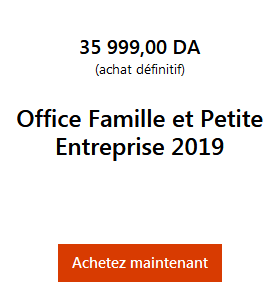 35 999,00 DA
(achat définitif)
Office Famille et Petite
Entreprise 2019
Achetez maintenant